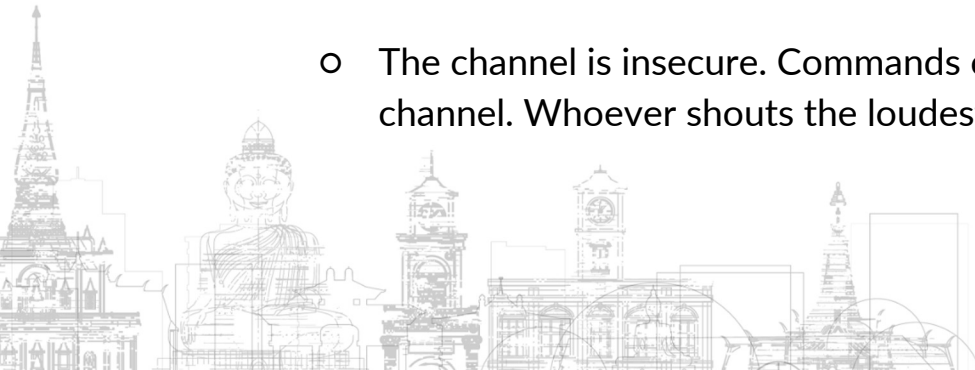 The channel is insecure. Commands
channel. Whoever shouts the